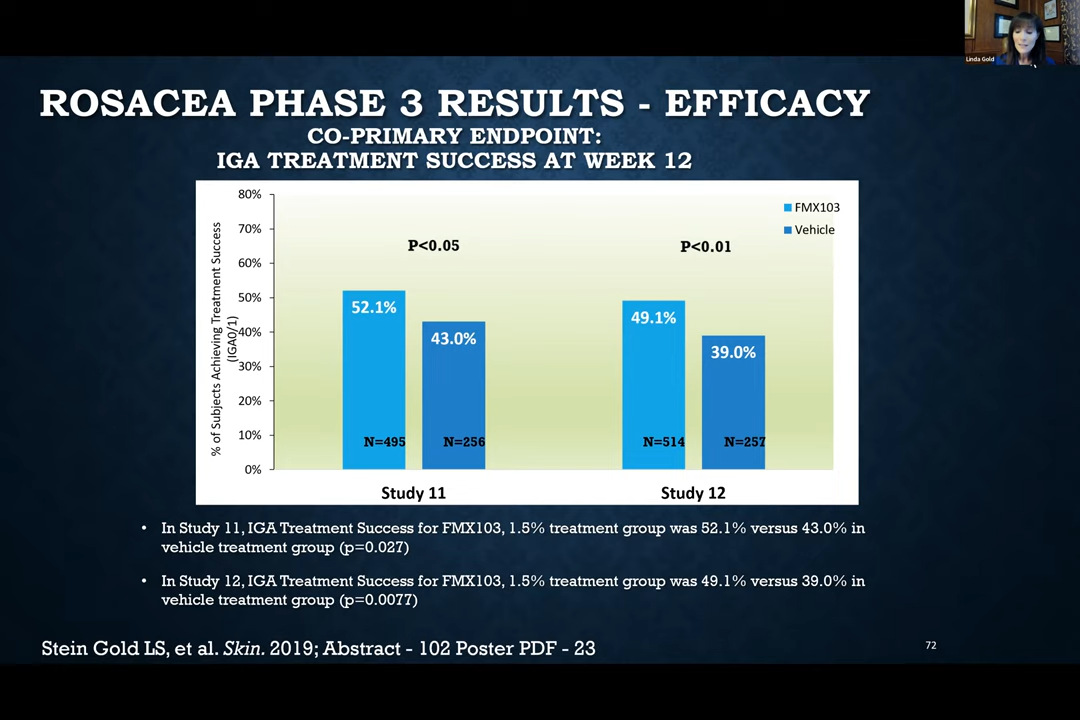 Linda Gold
ROSACEA PHASE 3 RESULTS - EFFICACY
CO-PRIMARY ENDPOINT:
IGA TREATMENT SUCCESS AT WEEK 12
% of Subjects Achieving Treatment Success
(IGA0/1)
80%
70%
60%
50%
40%
30%
20%
10%
0%
FMX103
Vehicle
P<0.05
P<0.01
52.1%
43.0%
49.1%
39.0%
N=495
N=256
N=514
N=257
Study 11
Study 12
• In Study 11, IGA Treatment Success for FMX103, 1.5% treatment group was 52.1% versus 43.0% in
vehicle treatment group (p=0.027)
• In Study 12, IGA Treatment Success for FMX103, 1.5% treatment group was 49.1% versus 39.0% in
vehicle treatment group (p=0.0077)
Stein Gold LS, et al. Skin. 2019; Abstract - 102 Poster PDF - 23
72